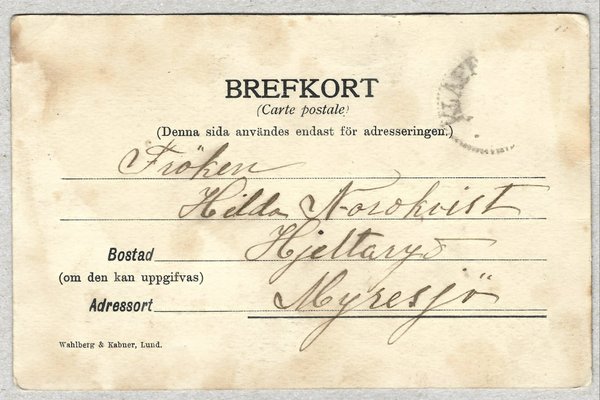 BREFKORT
(Carte postale)
(Denna sida användes endast för adresseringen.)
Fröken
Hilda Nordkvist
Bostad Hjeltaryd
(om den kan uppgifvas)
Adressort Myresjö
Wahlberg & Kabner, Lund.